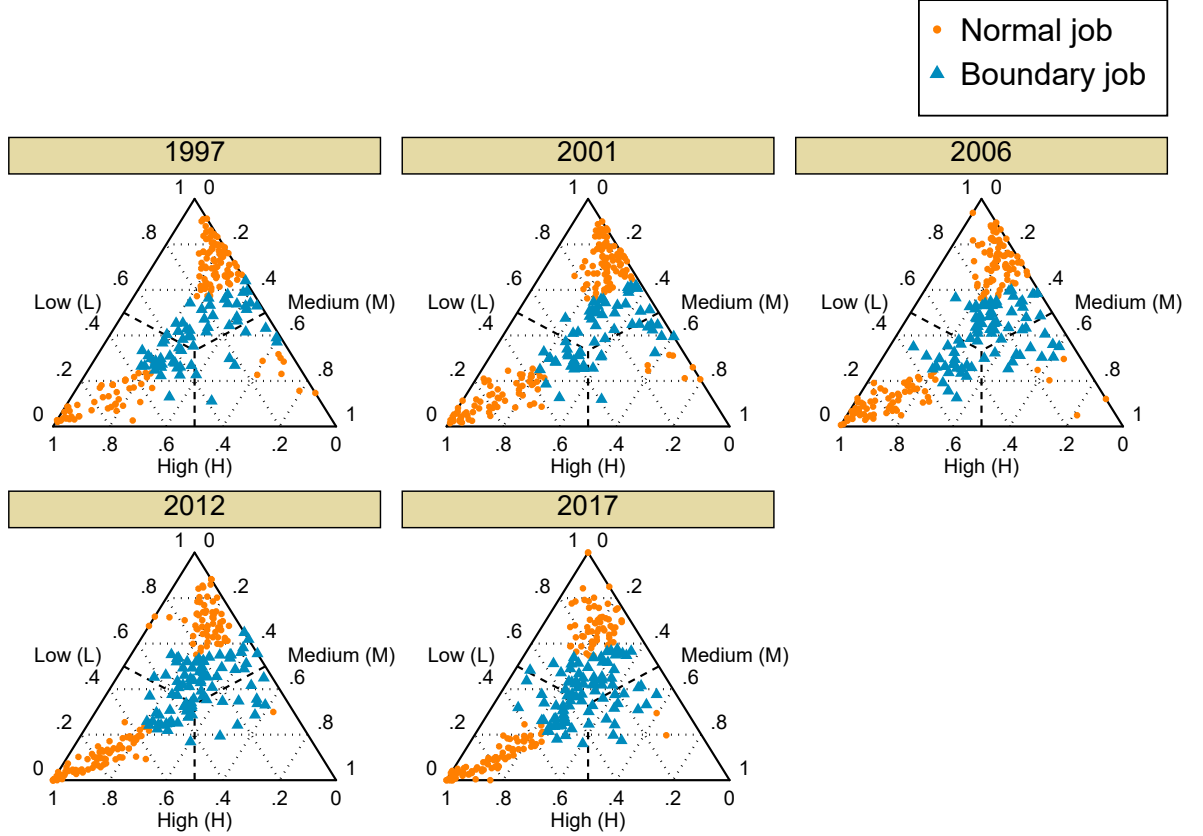 Normal job
Boundary job
1997
2001
2006
1 0
1 0
1 0
.8 .2
.8 .2
.8 .2
.6 .4
.6 .4
.6 .4
Low (L) Medium (M)
Low (L) Medium (M)
Low (L) Medium (M)
.4 .6
.4 .6
.4 .6
.2 .8
.2 .8
.2 .8
0 1
0 1
0 1
1 .8 .6 .4 .2 0
1 .8 .6 .4 .2 0
1 .8 .6 .4 .2 0
High (H)
High (H)
High (H)
2012
2017
1 0
1 0
.8 .2
.8 .2
.6 .4
.6 .4
Low (L) Medium (M)
Low (L) Medium (M)
.4 .6
.4 .6
.2 .8
.2 .8
0 1
0 1
1 .8 .6 .4 .2 0
1 .8 .6 .4 .2 0
High (H)
High (H)